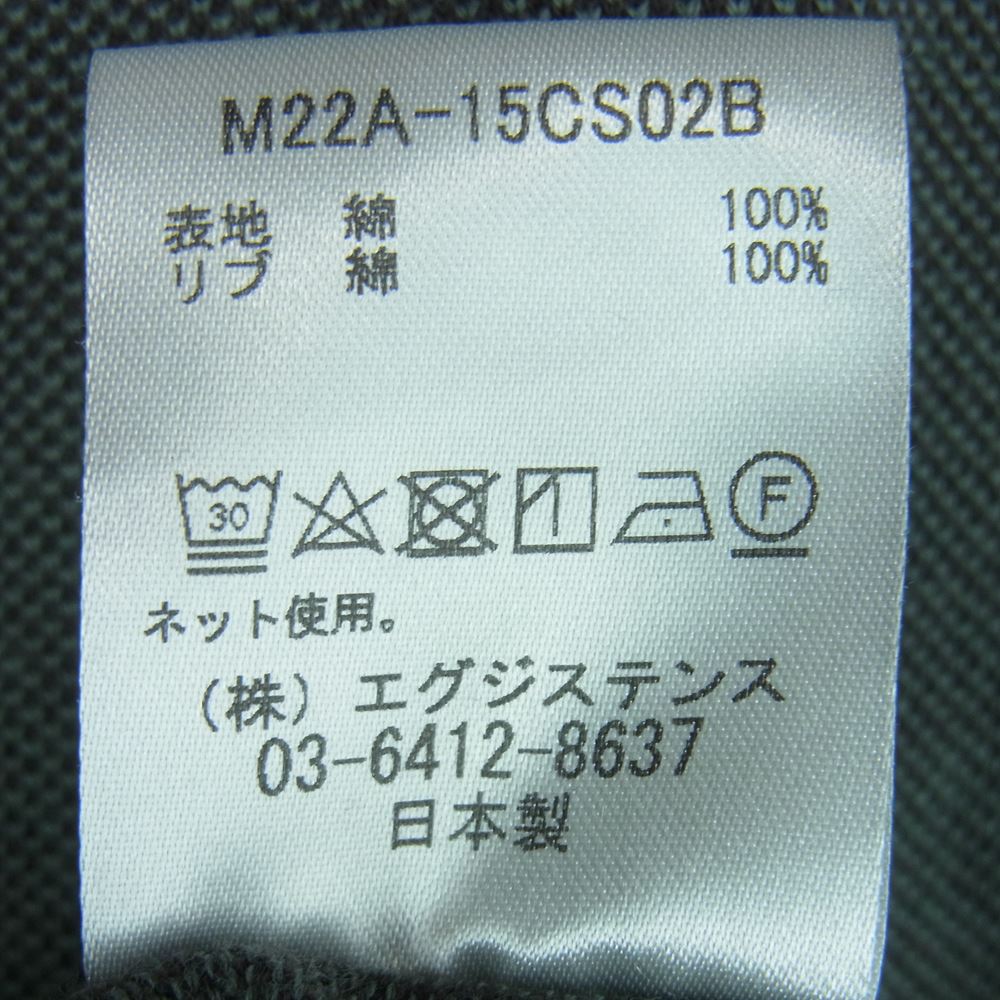 M22A-15CS02B
表地 綿 100%
リブ 綿 100%
30 F
ネット使用。
(株) エグジステンス
03-6412-8637
日本製